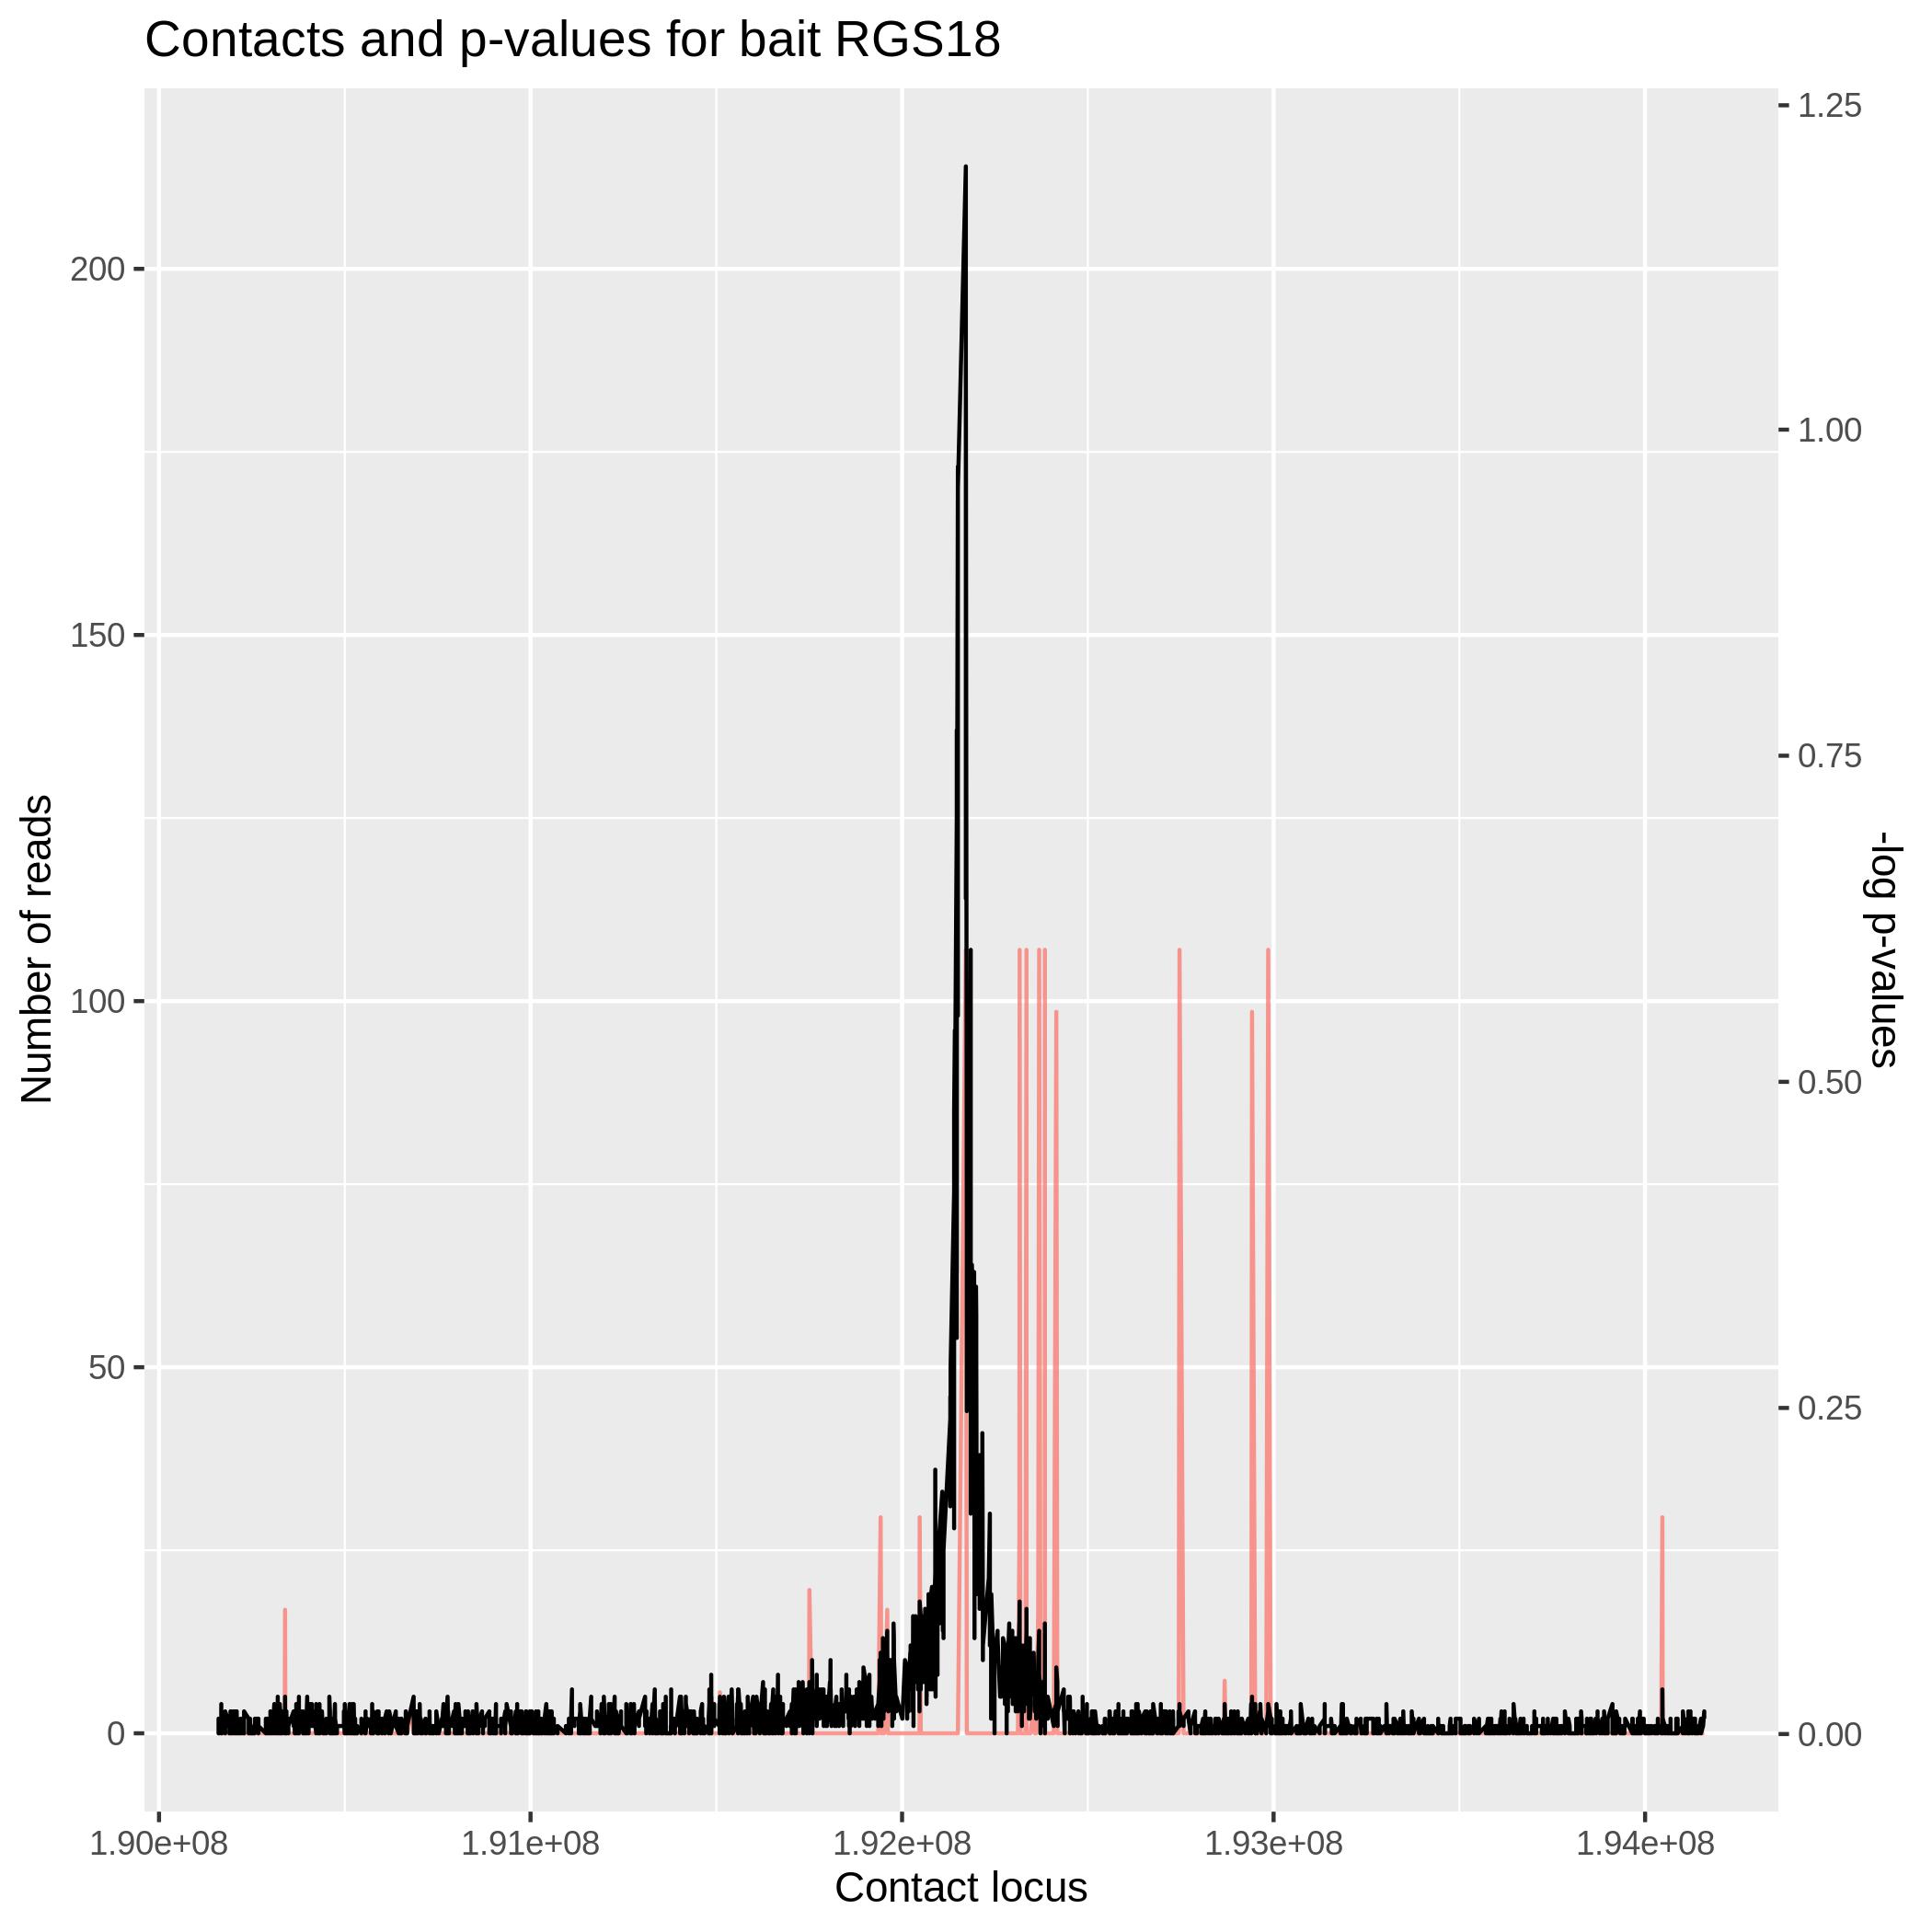 Contacts and p-values for bait RGS18
Number of reads
200
150
100
50
0
1.25
1.00
0.75
0.50
0.25
0.00
-log p-values
1.90e+08 1.91e+08 1.92e+08 1.93e+08 1.94e+08
Contact locus